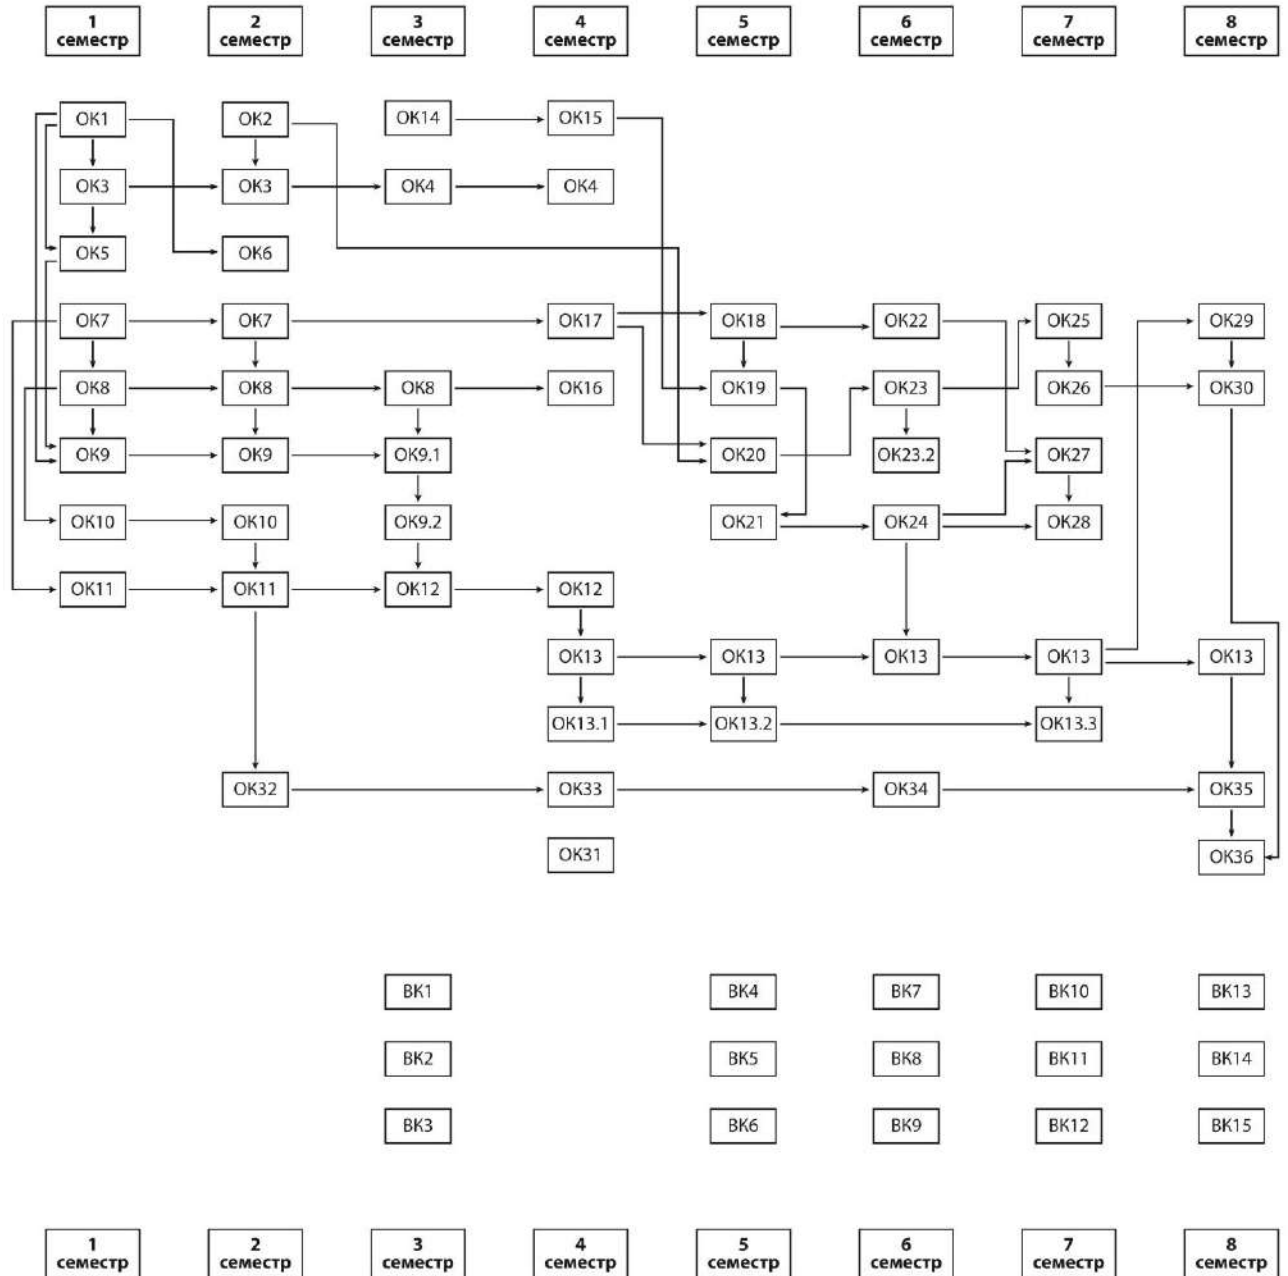 1 2 3 4 5 6 7 8
семестр семестр семестр семестр семестр семестр семестр семестр
ОК1 ОК2 ОК14 ОК15
ОК3 ОК3 ОК4 ОК4
ОК5 ОК6
ОК7 ОК7 ОК17 ОК18 ОК22 ОК25 ОК29
ОК8 ОК8 ОК8 ОК16 ОК19 ОК23 ОК26 ОК30
ОК9 ОК9 ОК9.1 ОК20 ОК23.2 ОК27
ОК10 ОК10 ОК9.2 ОК21 ОК24 ОК28
ОК11 ОК11 ОК12 ОК12
ОК13 ОК13 ОК13 ОК13 ОК13
ОК13.1 ОК13.2 ОК13.3
ОК32 ОК33 ОК34 ОК35
ОК31 ОК36
ВК1 ВК4 ВК7 ВК10 ВК13
ВК2 ВК5 ВК8 ВК11 ВК14
ВК3 ВК6 ВК9 ВК12 ВК15
1 2 3 4 5 6 7 8
семестр семестр семестр семестр семестр семестр семестр семестр